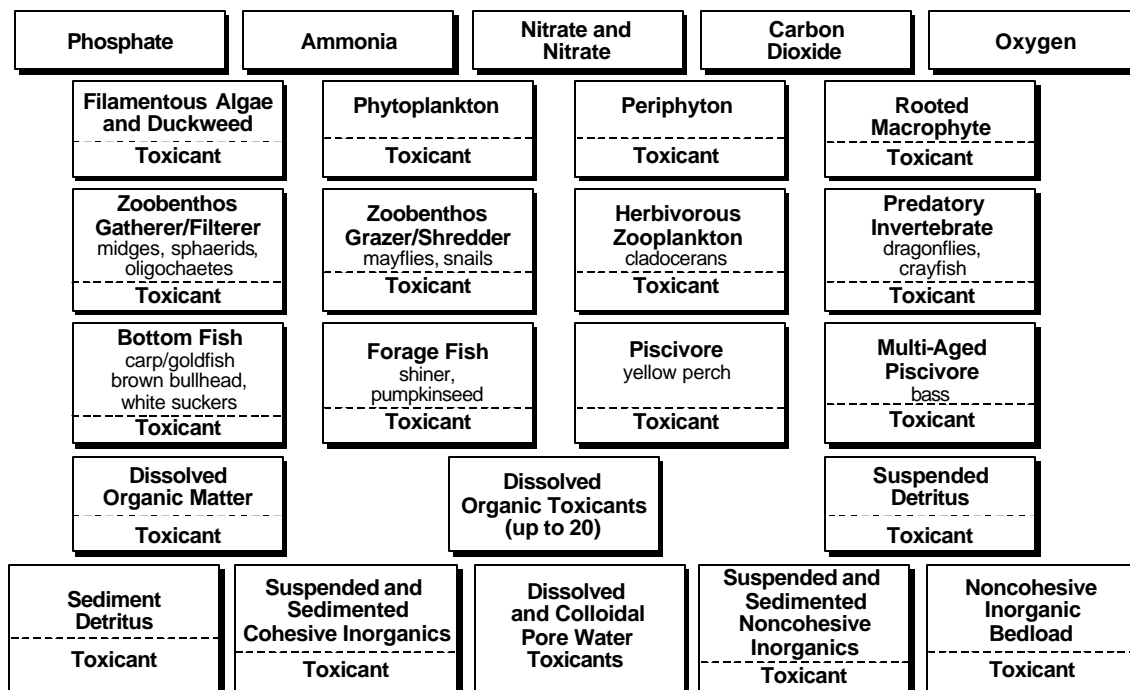 Phosphate
Ammonia
Nitrate and
Nitrate
Carbon
Dioxide
Oxygen
Filamentous Algae
and Duckweed
Toxicant
Phytoplankton
Toxicant
Periphyton
Toxicant
Rooted
Macrophyte
Toxicant
Zoobenthos
Gatherer/Filterer
midges, sphaerids,
oligochaetes
Toxicant
Zoobenthos
Grazer/Shredder
mayflies, snails
Toxicant
Herbivorous
Zooplankton
cladocerans
Toxicant
Predatory
Invertebrate
dragonflies,
crayfish
Toxicant
Bottom Fish
carp/goldfish
brown bullhead,
white suckers
Toxicant
Forage Fish
shiner,
pumpkinseed
Toxicant
Piscivore
yellow perch
Toxicant
Multi-Aged
Piscivore
bass
Toxicant
Dissolved
Organic Matter
Toxicant
Dissolved
Organic Toxicants
(up to 20)
Suspended
Detritus
Toxicant
Sediment
Detritus
Toxicant
Suspended and
Sedimented
Cohesive Inorganics
Toxicant
Dissolved
and Colloidal
Pore Water
Toxicants
Suspended and
Sedimented
Noncohesive
Inorganics
Toxicant
Noncohesive
Inorganic
Bedload
Toxicant